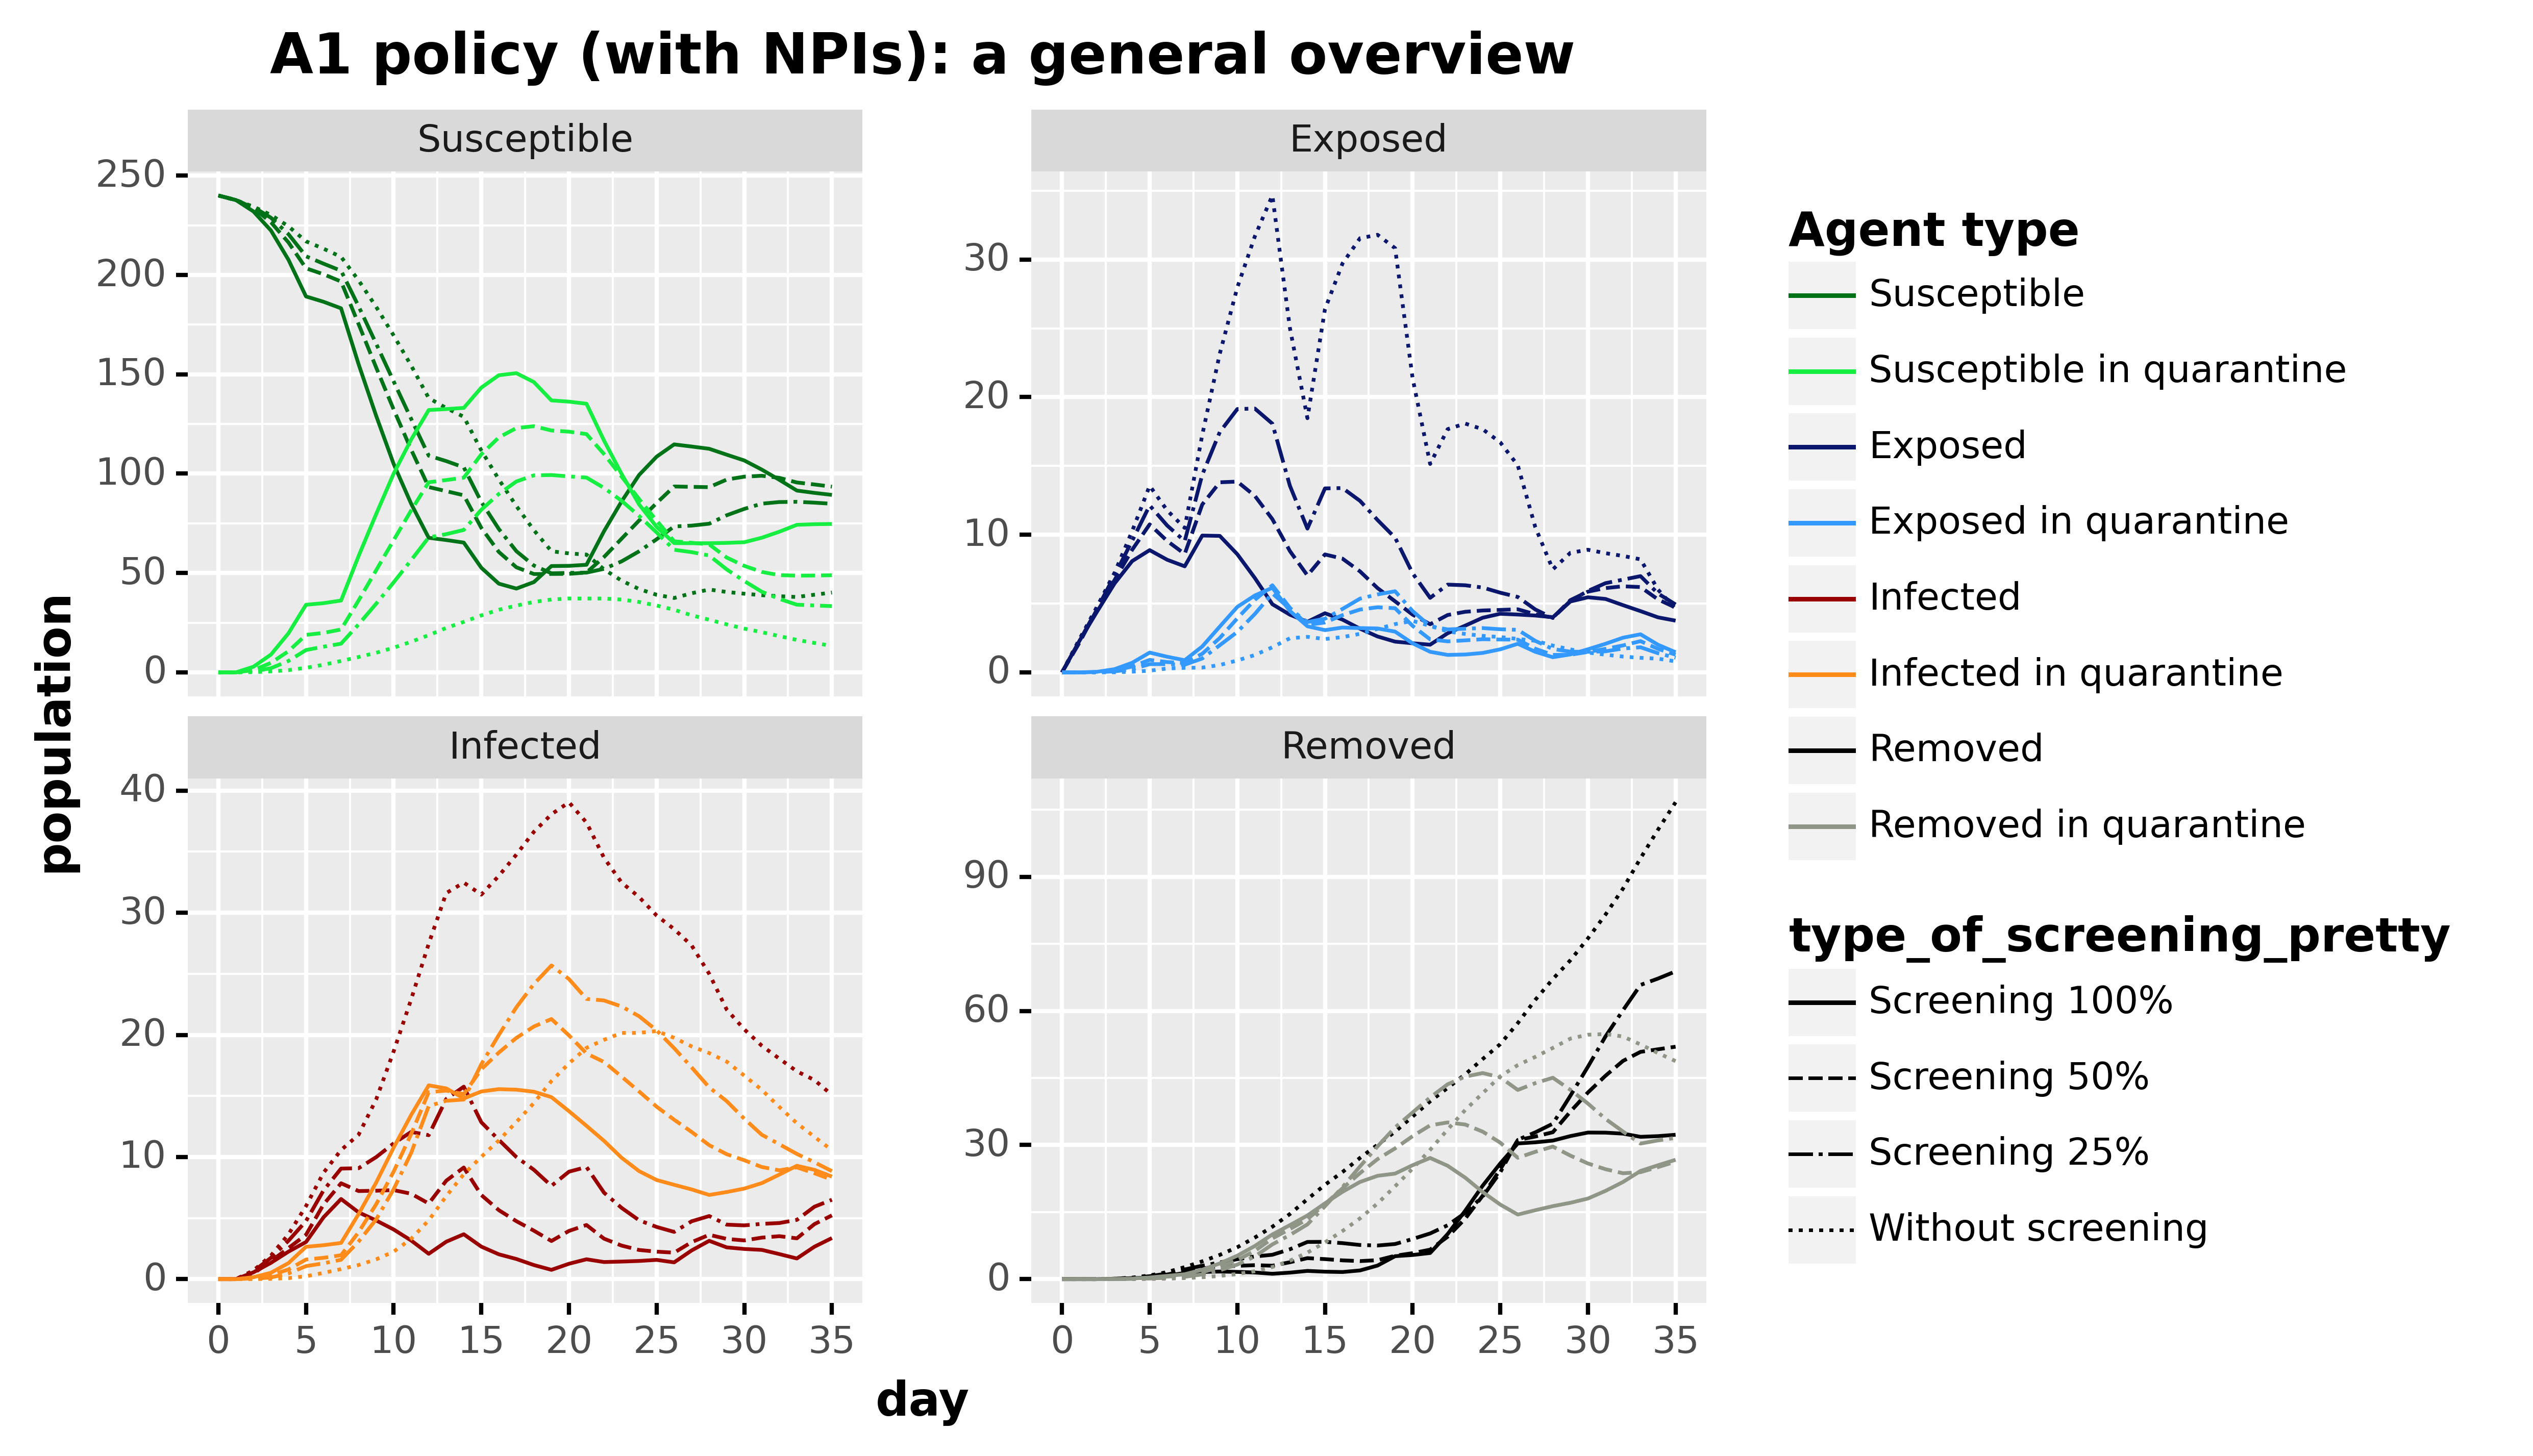 A1 policy (with NPIs): a general overview
Susceptible
Exposed
250
200
150
100
50
0
30
20
10
0
Infected
Removed
40
30
20
10
0
90
60
30
0
0 5 10 15 20 25 30 35
0 5 10 15 20 25 30 35
population
day
Agent type
Susceptible
Susceptible in quarantine
Exposed
Exposed in quarantine
Infected
Infected in quarantine
Removed
Removed in quarantine
type_of_screening_pretty
Screening 100%
Screening 50%
Screening 25%
Without screening